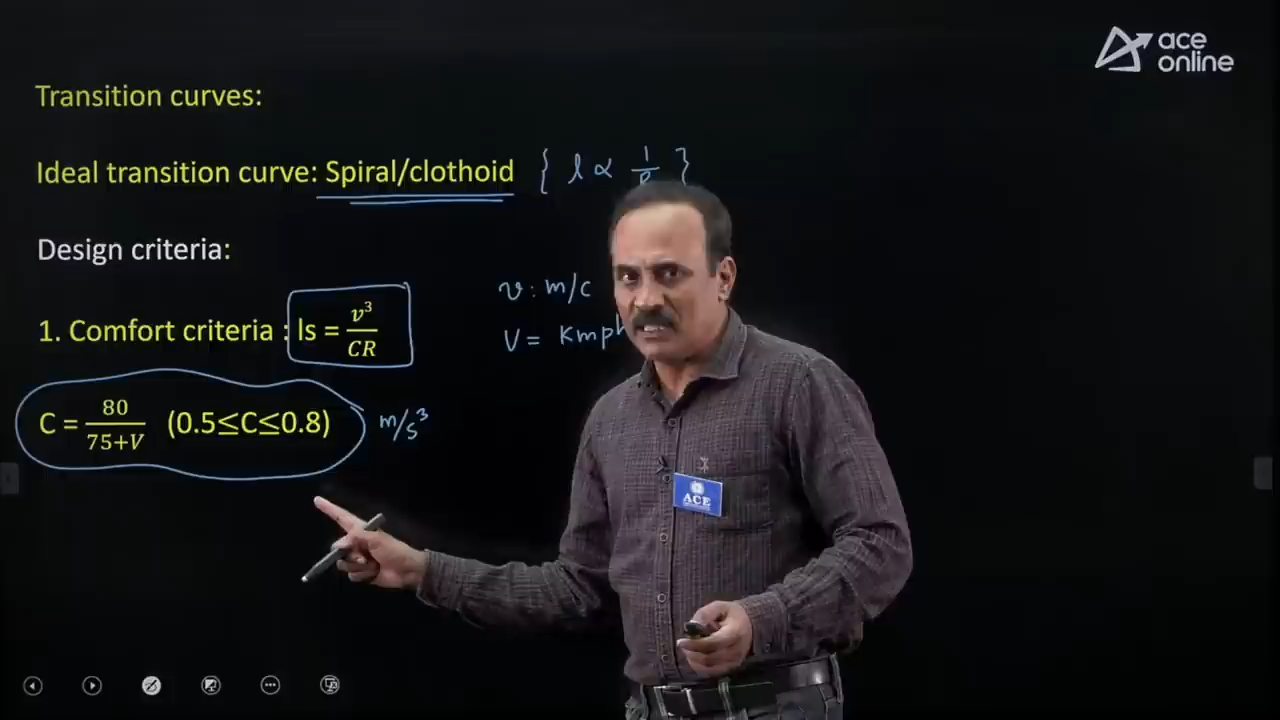 ace
online
Transition curves:
Ideal transition curve: Spiral/clothoid { l ∝ 1/ }
Design criteria:
v : m/c
1. Comfort criteria : ls = v³/CR
V = Kmph
C = 80/75+V (0.5≤C≤0.8) m/s³
ACE